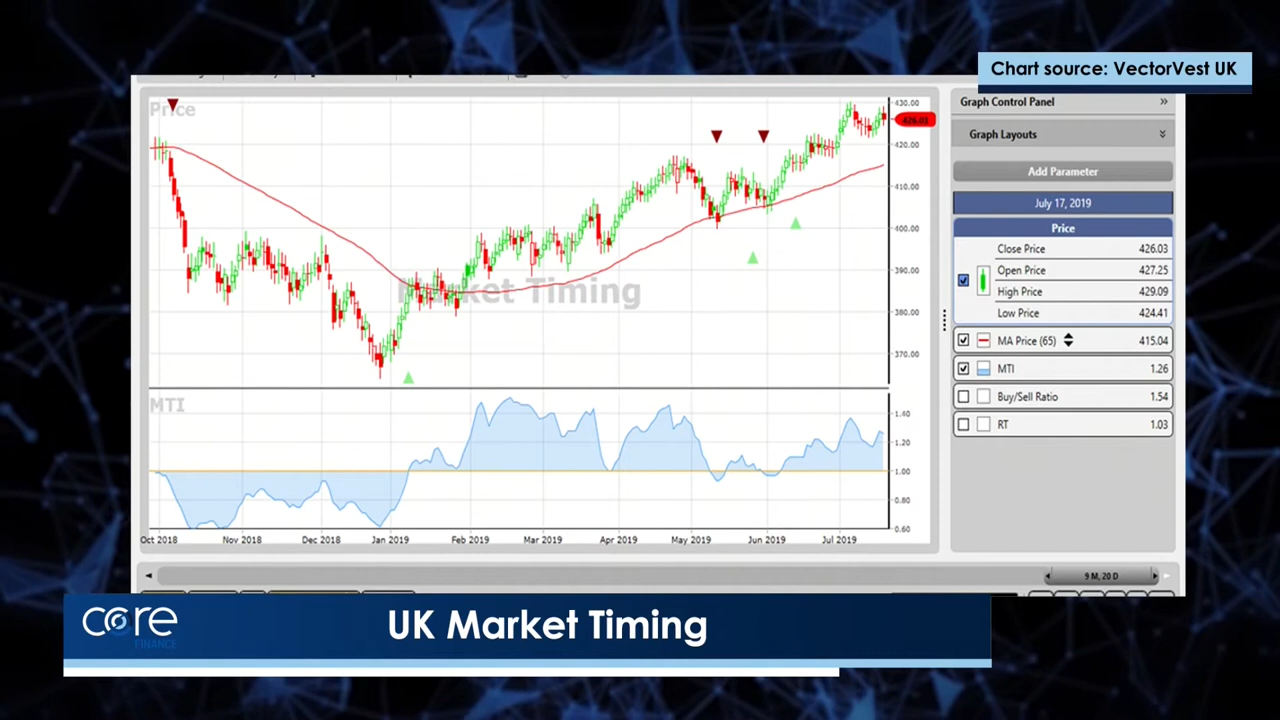 Chart source: VectorVest UK
Price
430.00
426.03
420.00
410.00
400.00
390.00
380.00
370.00
Market Timing
MTI
1.40
1.20
1.00
0.80
0.60
Oct 2018 Nov 2018 Dec 2018 Jan 2019 Feb 2019 Mar 2019 Apr 2019 May 2019 Jun 2019 Jul 2019
Graph Control Panel
Graph Layouts
Add Parameter
July 17, 2019
Price
Close Price 426.03
Open Price 427.25
High Price 429.09
Low Price 424.41
MA Price (65) 415.04
MTI 1.26
Buy/Sell Ratio 1.54
RT 1.03
9 M, 20 D
core
FINANCE
UK Market Timing